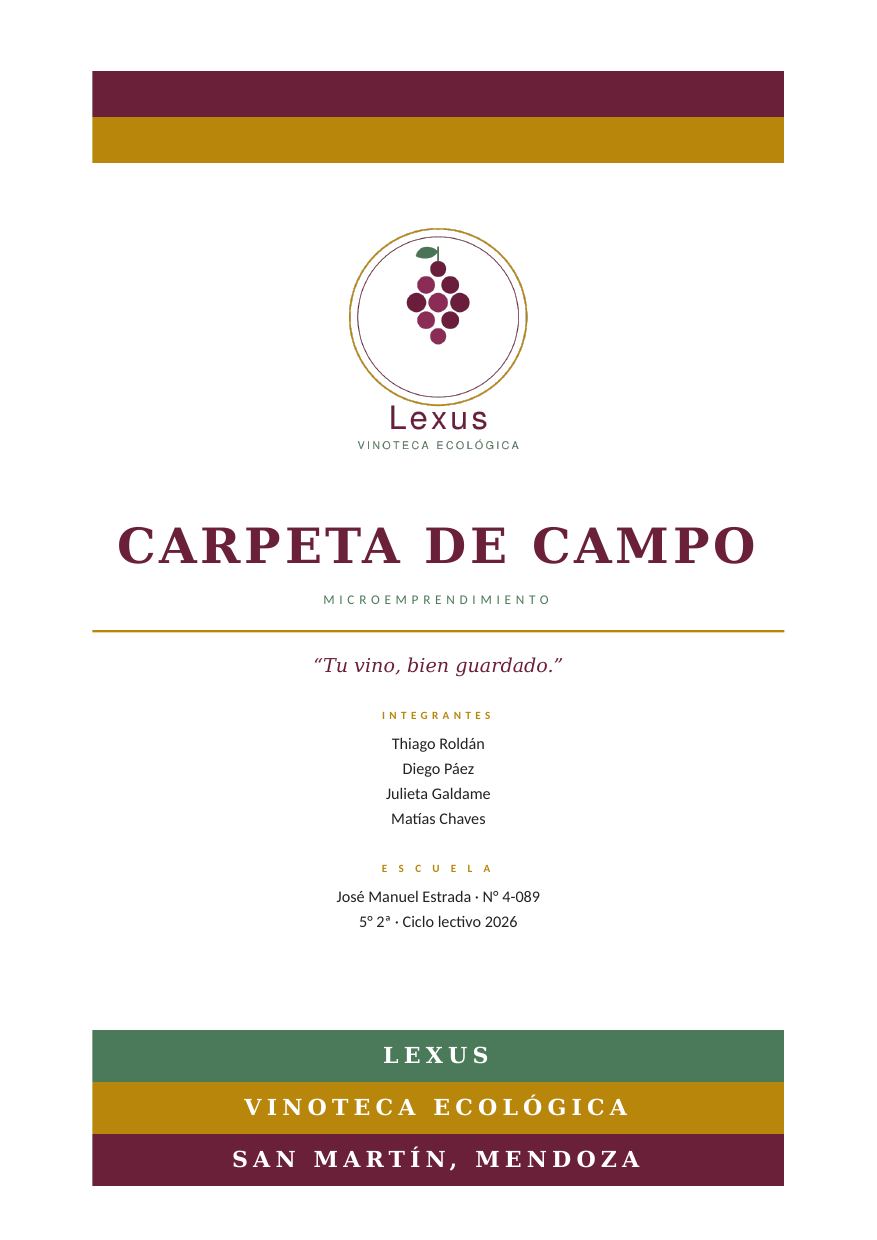 Lexus
VINOTECA ECOLÓGICA
CARPETA DE CAMPO
MICROEMPRENDIMIENTO
“Tu vino, bien guardado.”
INTEGRANTES
Thiago Roldán
Diego Páez
Julieta Galdame
Matías Chaves
ESCUELA
José Manuel Estrada · N° 4-089
5° 2ª · Ciclo lectivo 2026
LEXUS
VINOTECA ECOLÓGICA
SAN MARTÍN, MENDOZA